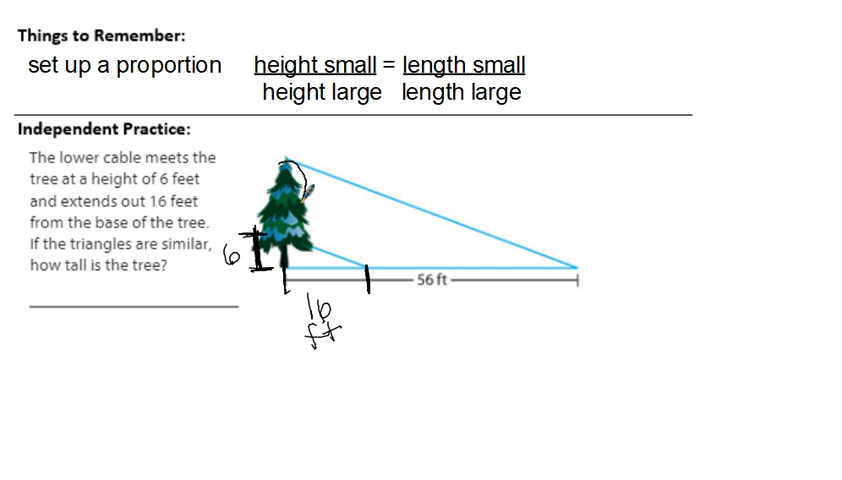 Things to Remember:
set up a proportion
height small = length small
height large length large
Independent Practice:
The lower cable meets the
tree at a height of 6 feet
and extends out 16 feet
from the base of the tree.
If the triangles are similar,
how tall is the tree?
6
56 ft
16
ft